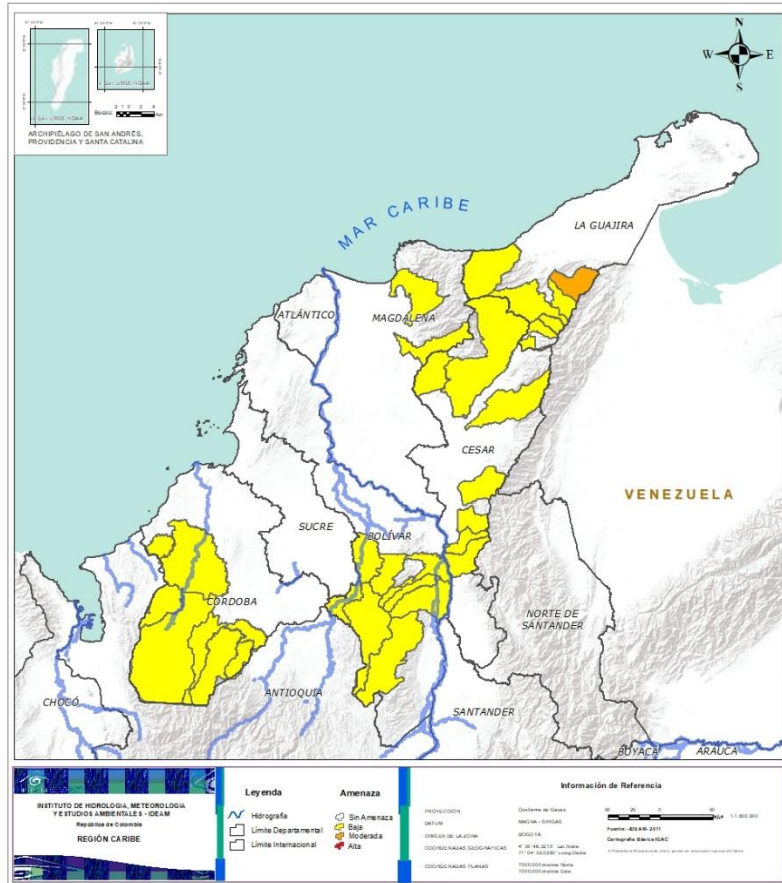 ARCHIPIÉLAGO DE SAN ANDRÉS,
PROVIDENCIA Y SANTA CATALINA
N
W E
S
MAR CARIBE
LA GUAJIRA
ATLÁNTICO
MAGDALENA
CESAR
VENEZUELA
SUCRE
BOLÍVAR
CÓRDOBA
NORTE DE
SANTANDER
ANTIOQUIA
CHOCÓ
SANTANDER
BOYACÁ
ARAUCA
INSTITUTO DE HIDROLOGIA, METEOROLOGIA
Y ESTUDIOS AMBIENTALES - IDEAM
República de Colombia
REGIÓN CARIBE
Leyenda
Hidrografía
Límite Departamental
Límite Internacional
Amenaza
Sin Amenaza
Baja
Moderada
Alta
Información de Referencia
PROYECCIÓN
Conforme de Gauss
DATUM
MAGNA - SIRGAS
ORIGEN DE LA ZONA
BOGOTÁ
COORDENADAS GEOGRÁFICAS
COORDENADAS PLANAS
Fuente: -IDEAM- 2011
Cartografía Básica IGAC